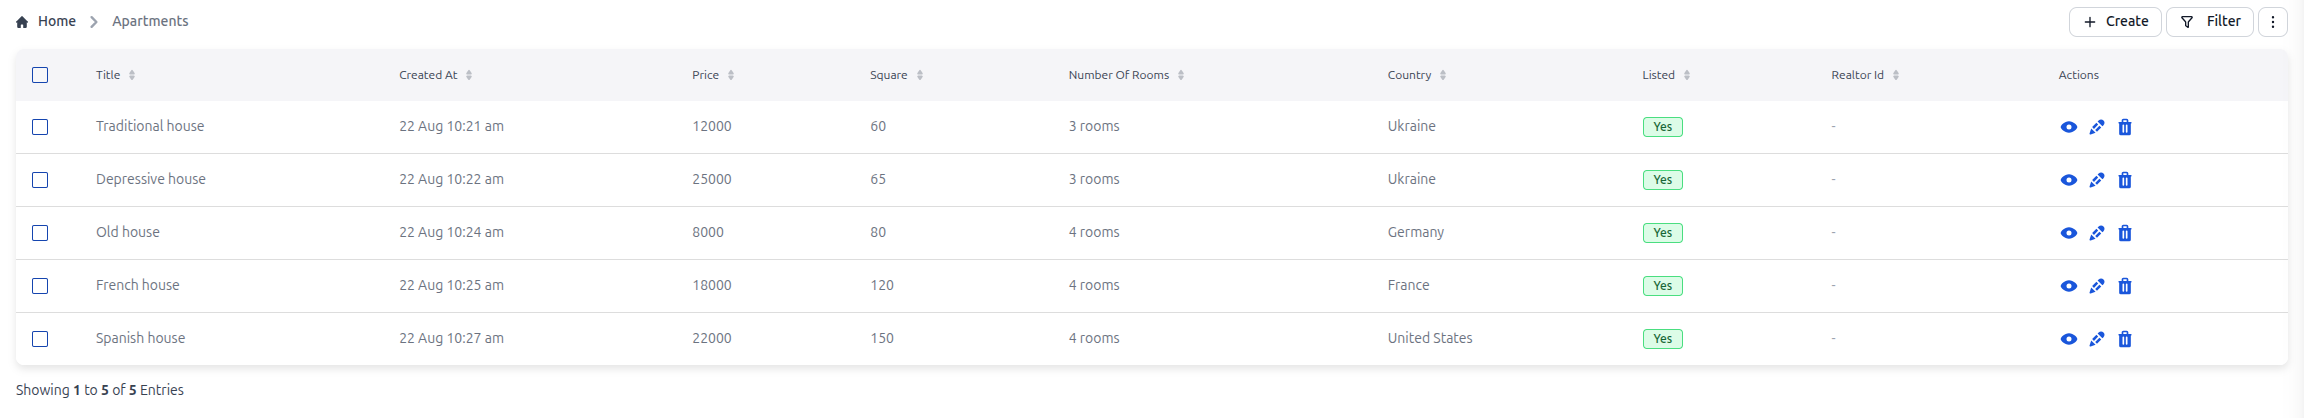 Home Apartments + Create Filter
Title Created At Price Square Number Of Rooms Country Listed Realtor Id Actions
Traditional house 22 Aug 10:21 am 12000 60 3 rooms Ukraine Yes -
Depressive house 22 Aug 10:22 am 25000 65 3 rooms Ukraine Yes -
Old house 22 Aug 10:24 am 8000 80 4 rooms Germany Yes -
French house 22 Aug 10:25 am 18000 120 4 rooms France Yes -
Spanish house 22 Aug 10:27 am 22000 150 4 rooms United States Yes -
Showing 1 to 5 of 5 Entries